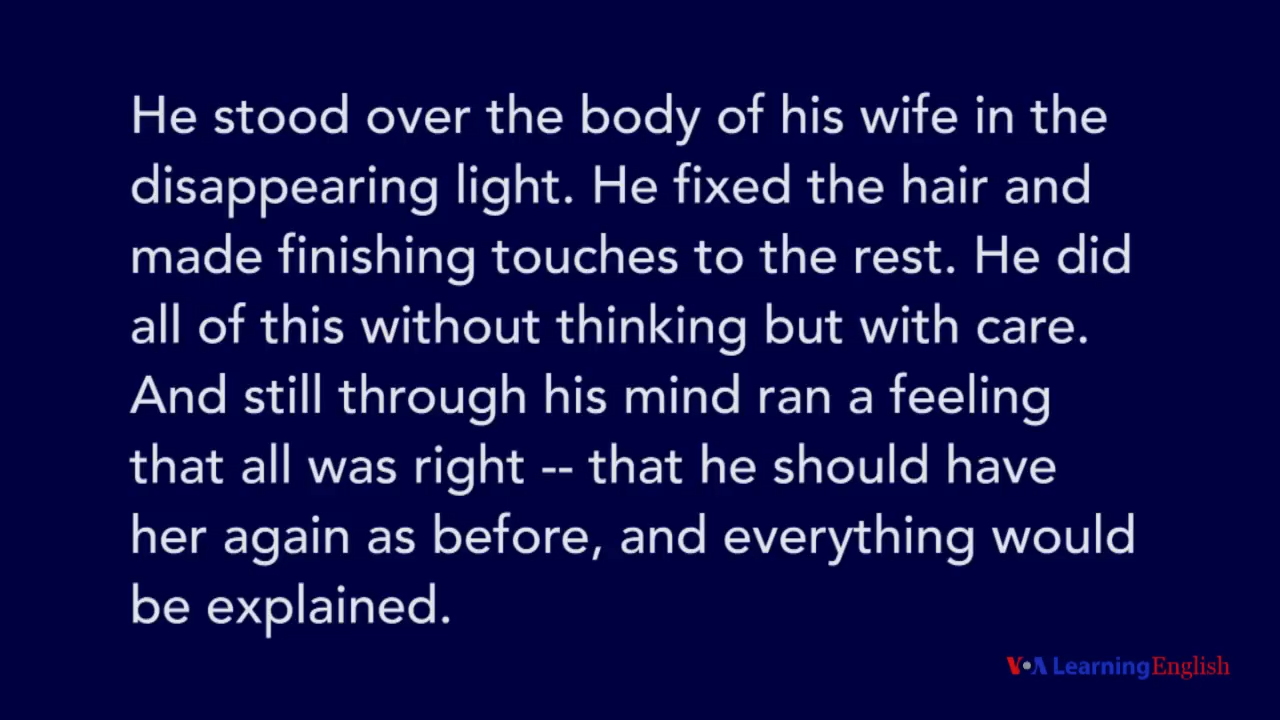 He stood over the body of his wife in the
disappearing light. He fixed the hair and
made finishing touches to the rest. He did
all of this without thinking but with care.
And still through his mind ran a feeling
that all was right -- that he should have
her again as before, and everything would
be explained.
VOA Learning English